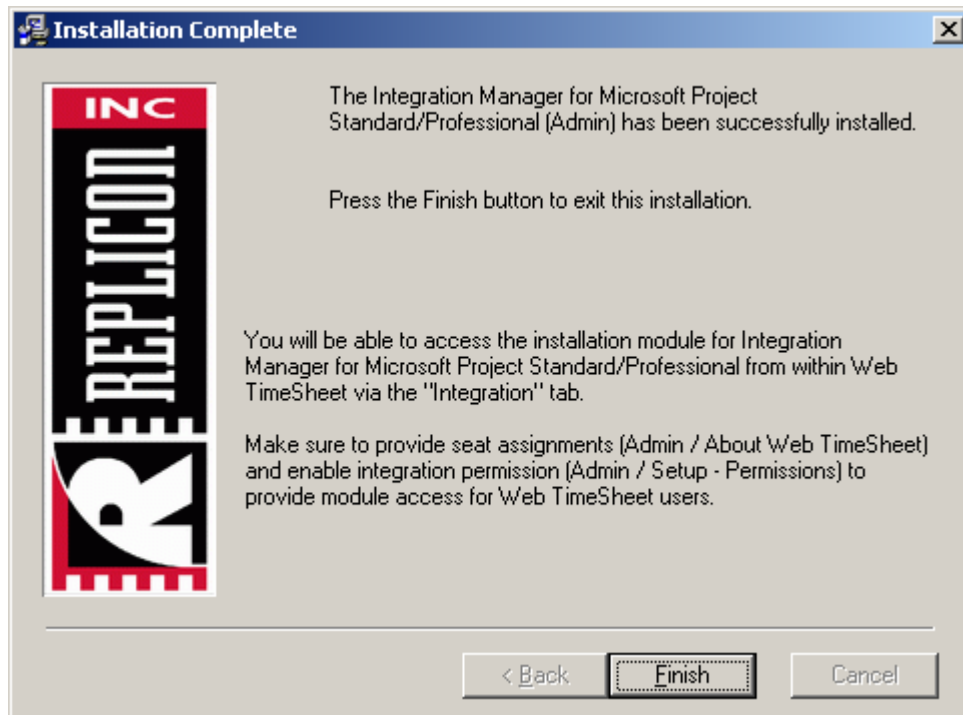 Installation Complete
INC
REPLICON
R
The Integration Manager for Microsoft Project
Standard/Professional (Admin) has been successfully installed.
Press the Finish button to exit this installation.
You will be able to access the installation module for Integration
Manager for Microsoft Project Standard/Professional from within Web
TimeSheet via the "Integration" tab.
Make sure to provide seat assignments (Admin / About Web TimeSheet)
and enable integration permission (Admin / Setup - Permissions) to
provide module access for Web TimeSheet users.
< Back
Finish
Cancel